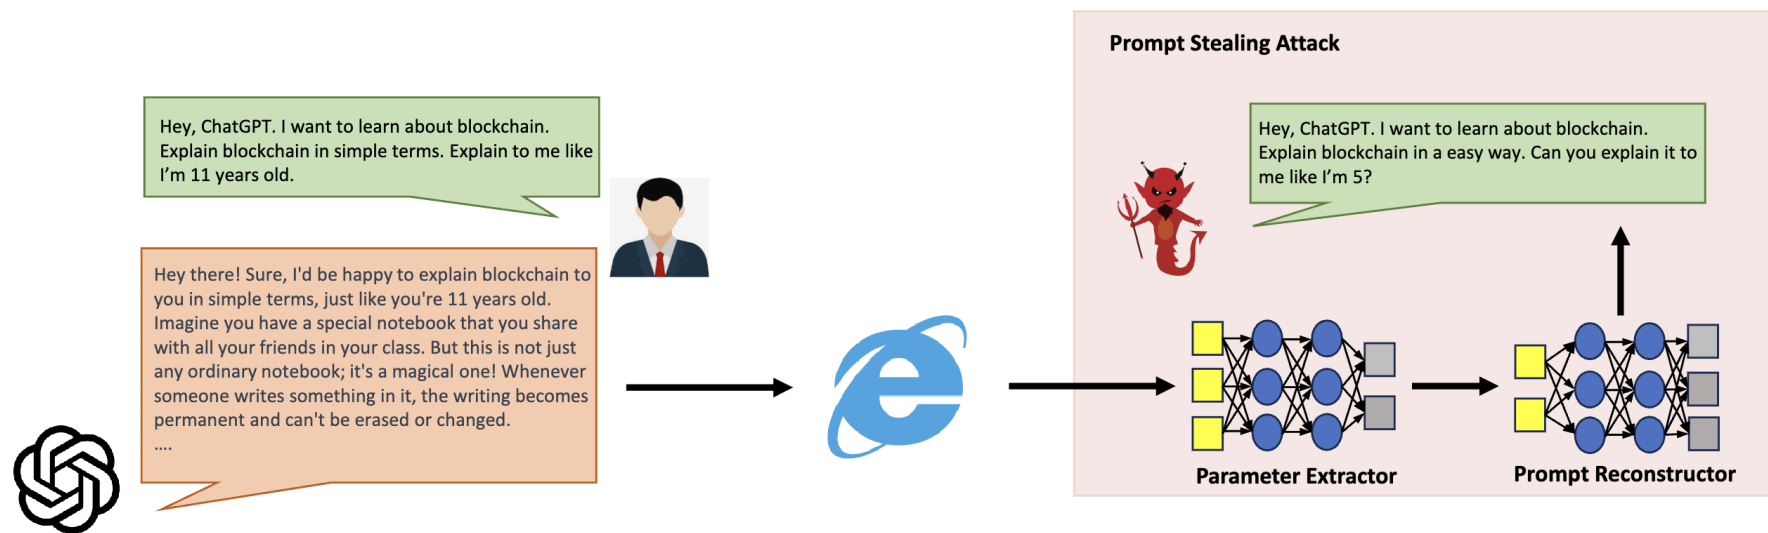 Prompt Stealing Attack
Hey, ChatGPT. I want to learn about blockchain.
Explain blockchain in simple terms. Explain to me like
I'm 11 years old.
Hey, ChatGPT. I want to learn about blockchain.
Explain blockchain in a easy way. Can you explain it to
me like I'm 5?
Hey there! Sure, I'd be happy to explain blockchain to
you in simple terms, just like you're 11 years old.
Imagine you have a special notebook that you share
with all your friends in your class. But this is not just
any ordinary notebook; it's a magical one! Whenever
someone writes something in it, the writing becomes
permanent and can't be erased or changed.
....
Parameter Extractor
Prompt Reconstructor